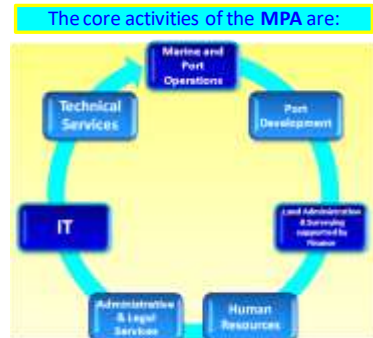 The core activities of the MPA are:
Marine and
Port
Operations
Port
Development
Land Administration
& Surveying
supported by
Finance
Human
Resources
Administrative
& Legal
Services
IT
Technical
Services